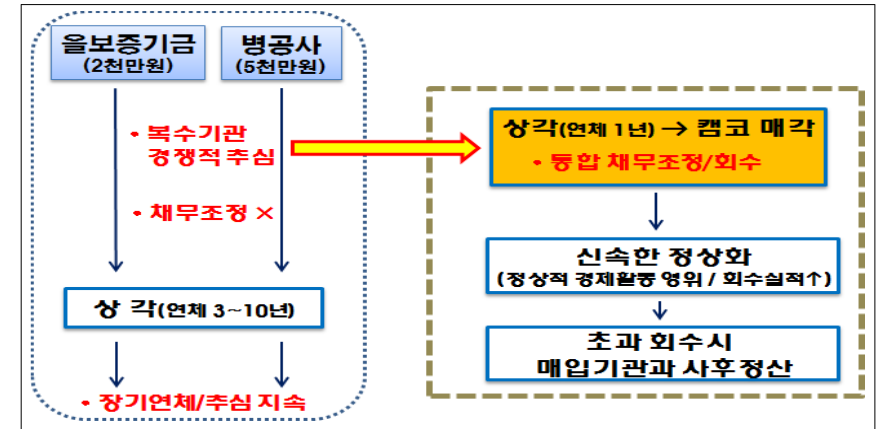 을보증기금
(2천만원)
병공사
(5천만원)
• 복수기관
경쟁적 추심
• 채무조정 ×
상 각(연체 3~10년)
• 장기연체/추심 지속
상각(연체 1년) → 캠코 매각
• 통합 채무조정/회수
신속한 정상화
(정상적 경제활동 영위 / 회수실적↑)
초과 회수시
매입기관과 사후정산